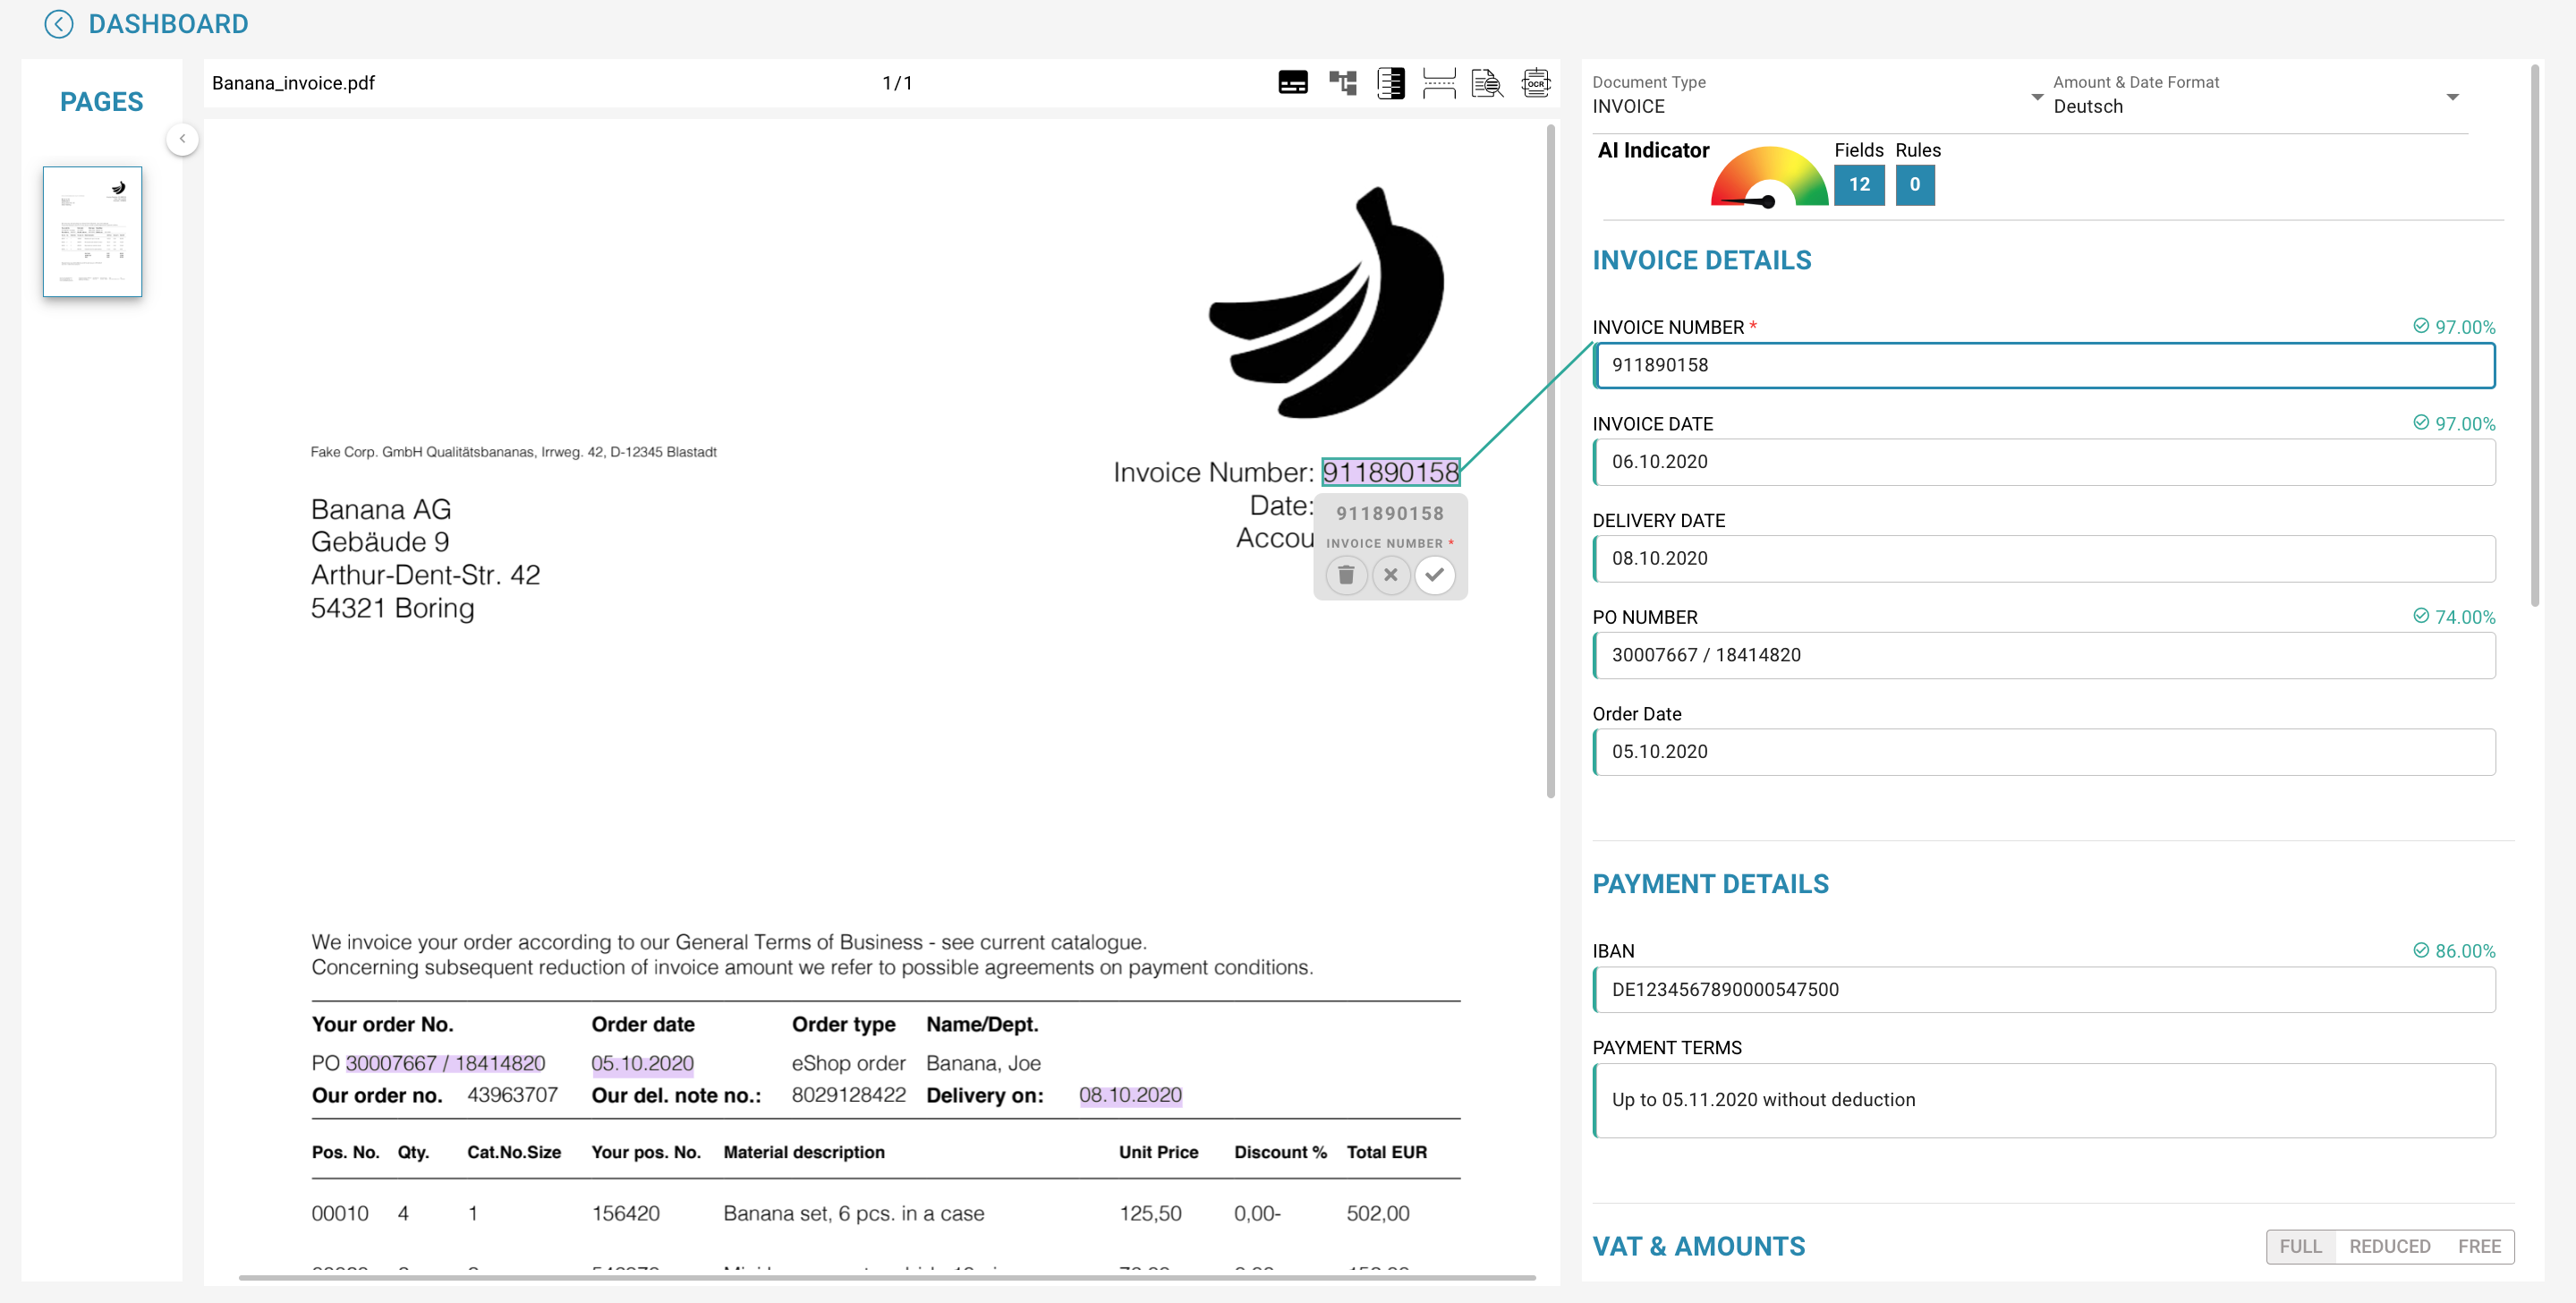 DASHBOARD
PAGES
Banana_invoice.pdf
1/1
OCR
Fake Corp. GmbH Qualitätsbananas, Irrweg. 42, D-12345 Blastadt
Banana AG
Gebäude 9
Arthur-Dent-Str. 42
54321 Boring
Invoice Number: 911890158
Date:
Accou
911890158
INVOICE NUMBER *
We invoice your order according to our General Terms of Business - see current catalogue.
Concerning subsequent reduction of invoice amount we refer to possible agreements on payment conditions.
Your order No. Order date Order type Name/Dept.
PO 30007667 / 18414820 05.10.2020 eShop order Banana, Joe
Our order no. 43963707 Our del. note no.: 8029128422 Delivery on: 08.10.2020
Pos. No. Qty. Cat.No.Size Your pos. No. Material description Unit Price Discount % Total EUR
00010 4 1 156420 Banana set, 6 pcs. in a case 125,50 0,00- 502,00
Document Type
INVOICE
Amount & Date Format
Deutsch
AI Indicator
Fields Rules
12 0
INVOICE DETAILS
INVOICE NUMBER * 97.00%
911890158
INVOICE DATE 97.00%
06.10.2020
DELIVERY DATE
08.10.2020
PO NUMBER 74.00%
30007667 / 18414820
Order Date
05.10.2020
PAYMENT DETAILS
IBAN 86.00%
DE1234567890000547500
PAYMENT TERMS
Up to 05.11.2020 without deduction
VAT & AMOUNTS
FULL REDUCED FREE